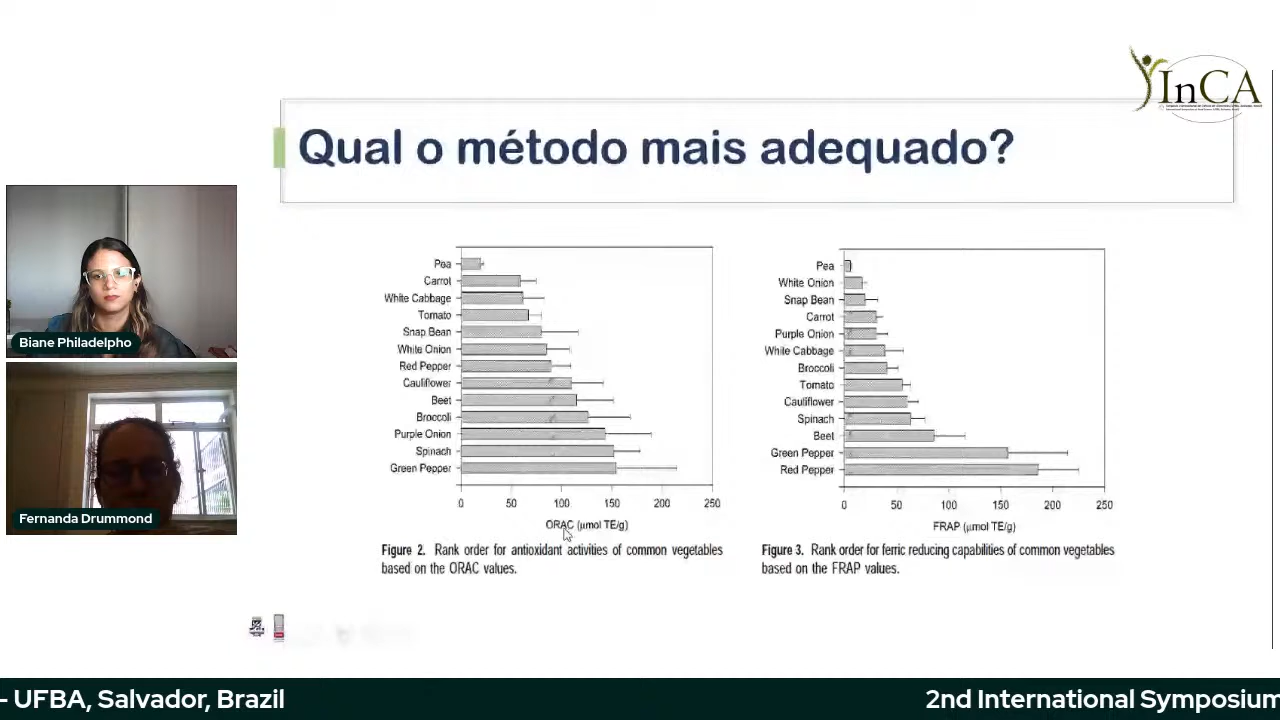 InCA
Qual o método mais adequado?
Biane Philadelpho
Fernanda Drummond
Pea
Carrot
White Cabbage
Tomato
Snap Bean
White Onion
Red Pepper
Cauliflower
Beet
Broccoli
Purple Onion
Spinach
Green Pepper
0 50 100 150 200 250
ORAC (μmol TE/g)
Figure 2. Rank order for antioxidant activities of common vegetables
based on the ORAC values.
Pea
White Onion
Snap Bean
Carrot
Purple Onion
White Cabbage
Broccoli
Tomato
Cauliflower
Spinach
Beet
Green Pepper
Red Pepper
0 50 100 150 200 250
FRAP (μmol TE/g)
Figure 3. Rank order for ferric reducing capabilities of common vegetables
based on the FRAP values.
- UFBA, Salvador, Brazil
2nd International Symposium